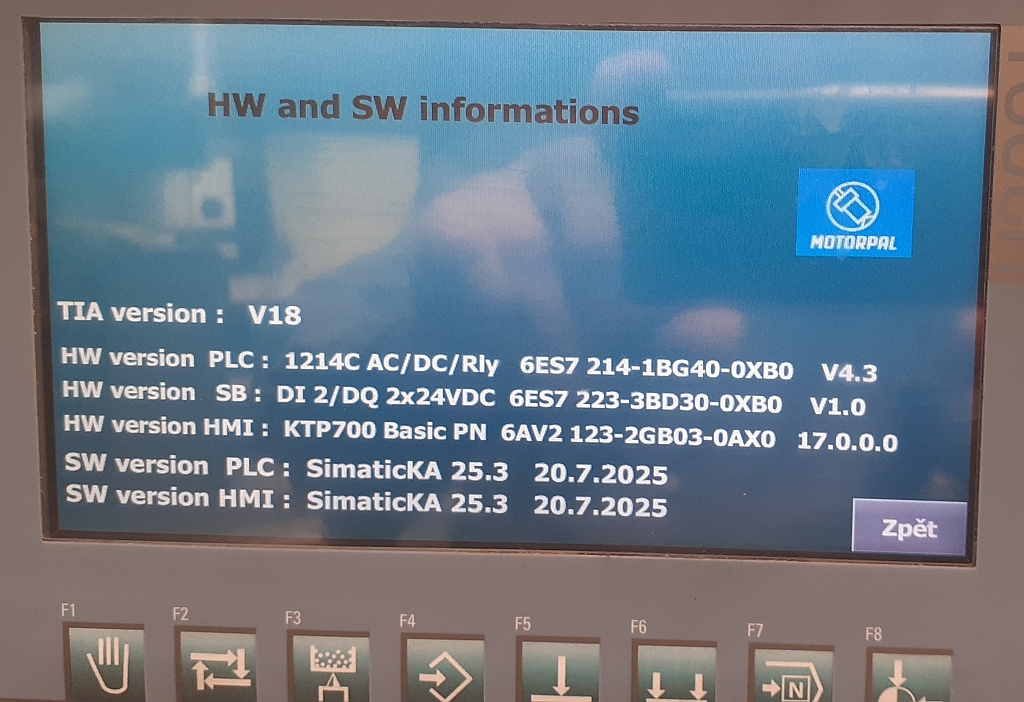 HW and SW informations
MOTORPAL
TIA version : V18
HW version PLC : 1214C AC/DC/Rly 6ES7 214-1BG40-0XB0 V4.3
HW version SB : DI 2/DQ 2x24VDC 6ES7 223-3BD30-0XB0 V1.0
HW version HMI : KTP700 Basic PN 6AV2 123-2GB03-0AX0 17.0.0.0
SW version PLC : SimaticKA 25.3 20.7.2025
SW version HMI : SimaticKA 25.3 20.7.2025
Zpět
F1 F2 F3 F4 F5 F6 F7 F8
N